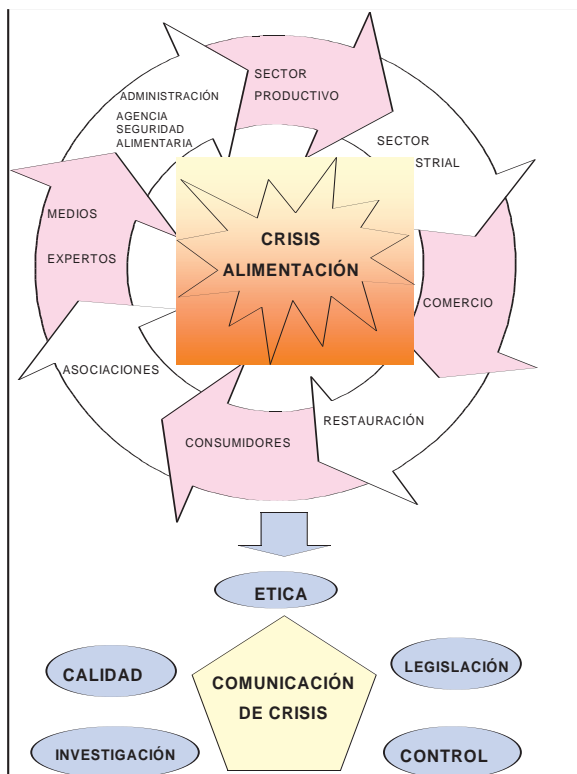 SECTOR
PRODUCTIVO
ADMINISTRACIÓN
AGENCIA
SEGURIDAD
ALIMENTARIA
SECTOR
STRIAL
MEDIOS
EXPERTOS
CRISIS
ALIMENTACIÓN
COMERCIO
ASOCIACIONES
RESTAURACIÓN
CONSUMIDORES
ETICA
CALIDAD
LEGISLACIÓN
COMUNICACIÓN
DE CRISIS
INVESTIGACIÓN
CONTROL